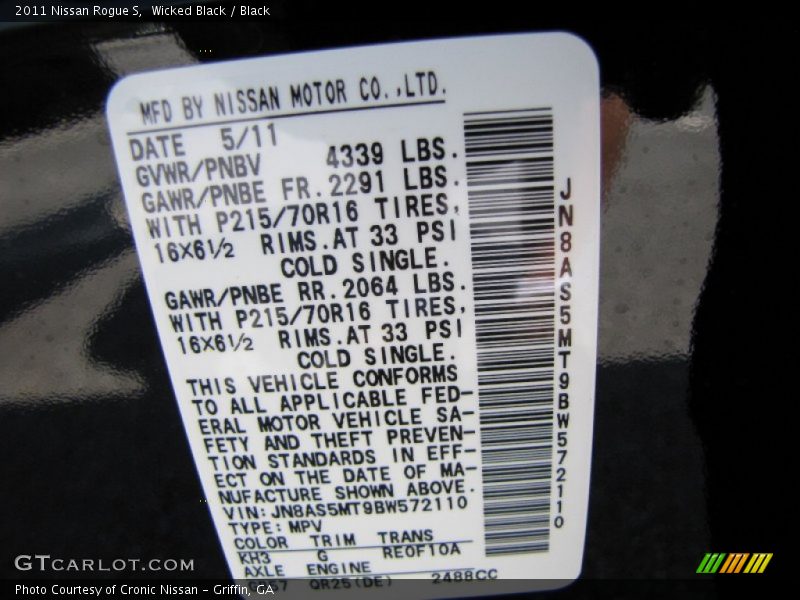 2011 Nissan Rogue S, Wicked Black / Black
MFD BY NISSAN MOTOR CO.,LTD.
DATE 5/11
GVWR/PNBV 4339 LBS.
GAWR/PNBE FR.2291 LBS.
WITH P215/70R16 TIRES,
16X6½ RIMS.AT 33 PSI
COLD SINGLE.
GAWR/PNBE RR.2064 LBS.
WITH P215/70R16 TIRES,
16X6½ RIMS.AT 33 PSI
COLD SINGLE.
THIS VEHICLE CONFORMS
TO ALL APPLICABLE FED-
ERAL MOTOR VEHICLE SA-
FETY AND THEFT PREVEN-
TION STANDARDS IN EFF-
ECT ON THE DATE OF MA-
NUFACTURE SHOWN ABOVE.
VIN:JN8AS5MT9BW572110
TYPE:MPV
COLOR TRIM TRANS
KH3 G RE0F10A
AXLE ENGINE
QR25(DE) 2488CC
JN8AS5MT9BW572110
GTCARLOT.COM
Photo Courtesy of Cronic Nissan - Griffin, GA